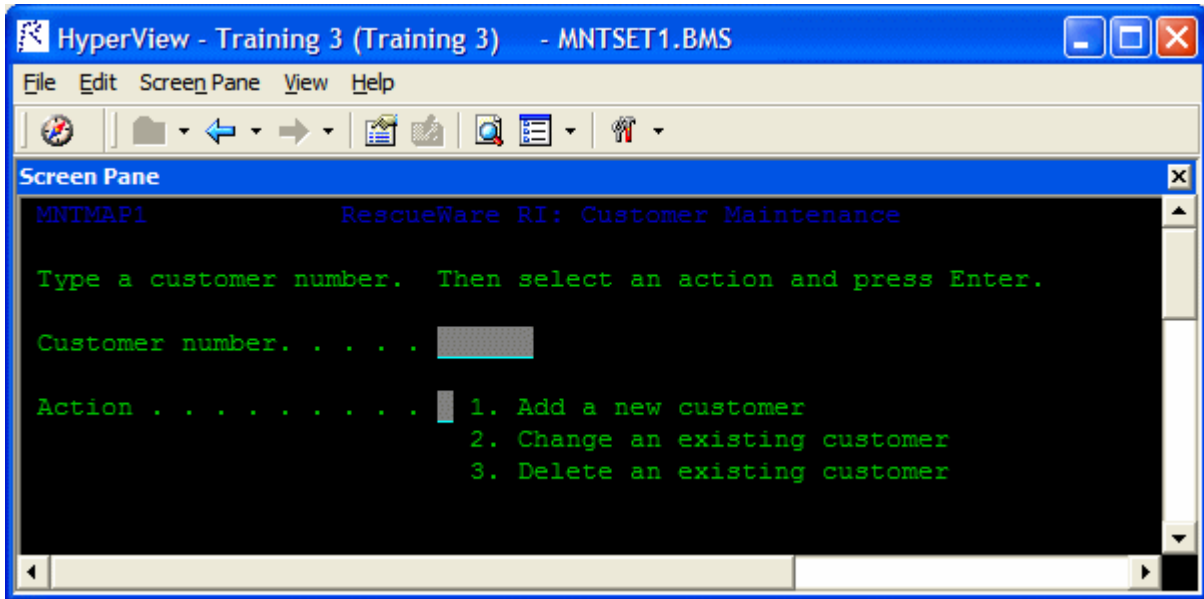 HyperView - Training 3 (Training 3) - MNTSET1.BMS
File Edit Screen Pane View Help
Screen Pane
MNTMAP1 RescueWare RI: Customer Maintenance
Type a customer number. Then select an action and press Enter.
Customer number. . . . .
Action . . . . . . . . . 1. Add a new customer
2. Change an existing customer
3. Delete an existing customer